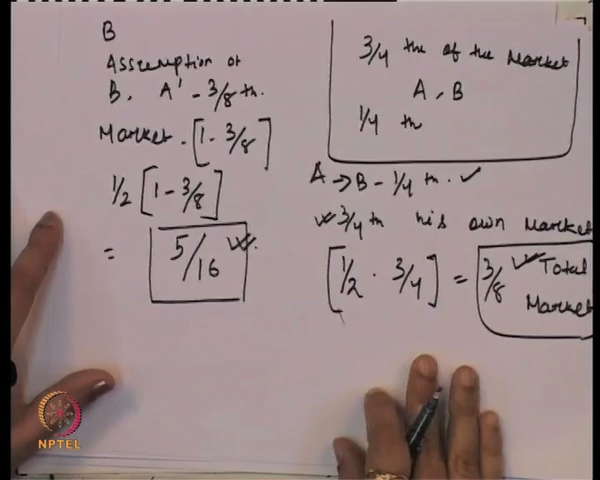 B
Assumption of
B. A' - 3/8 th.
Market - [1 - 3/8]
1/2 [1 - 3/8]
= 5/16
3/4 th of the Market
A, B
1/4 th
A → B - 1/4 th. ✓
✓ 3/4 th his own Market
[1/2 . 3/4] = 3/8 ✓ Total
Market
NPTEL